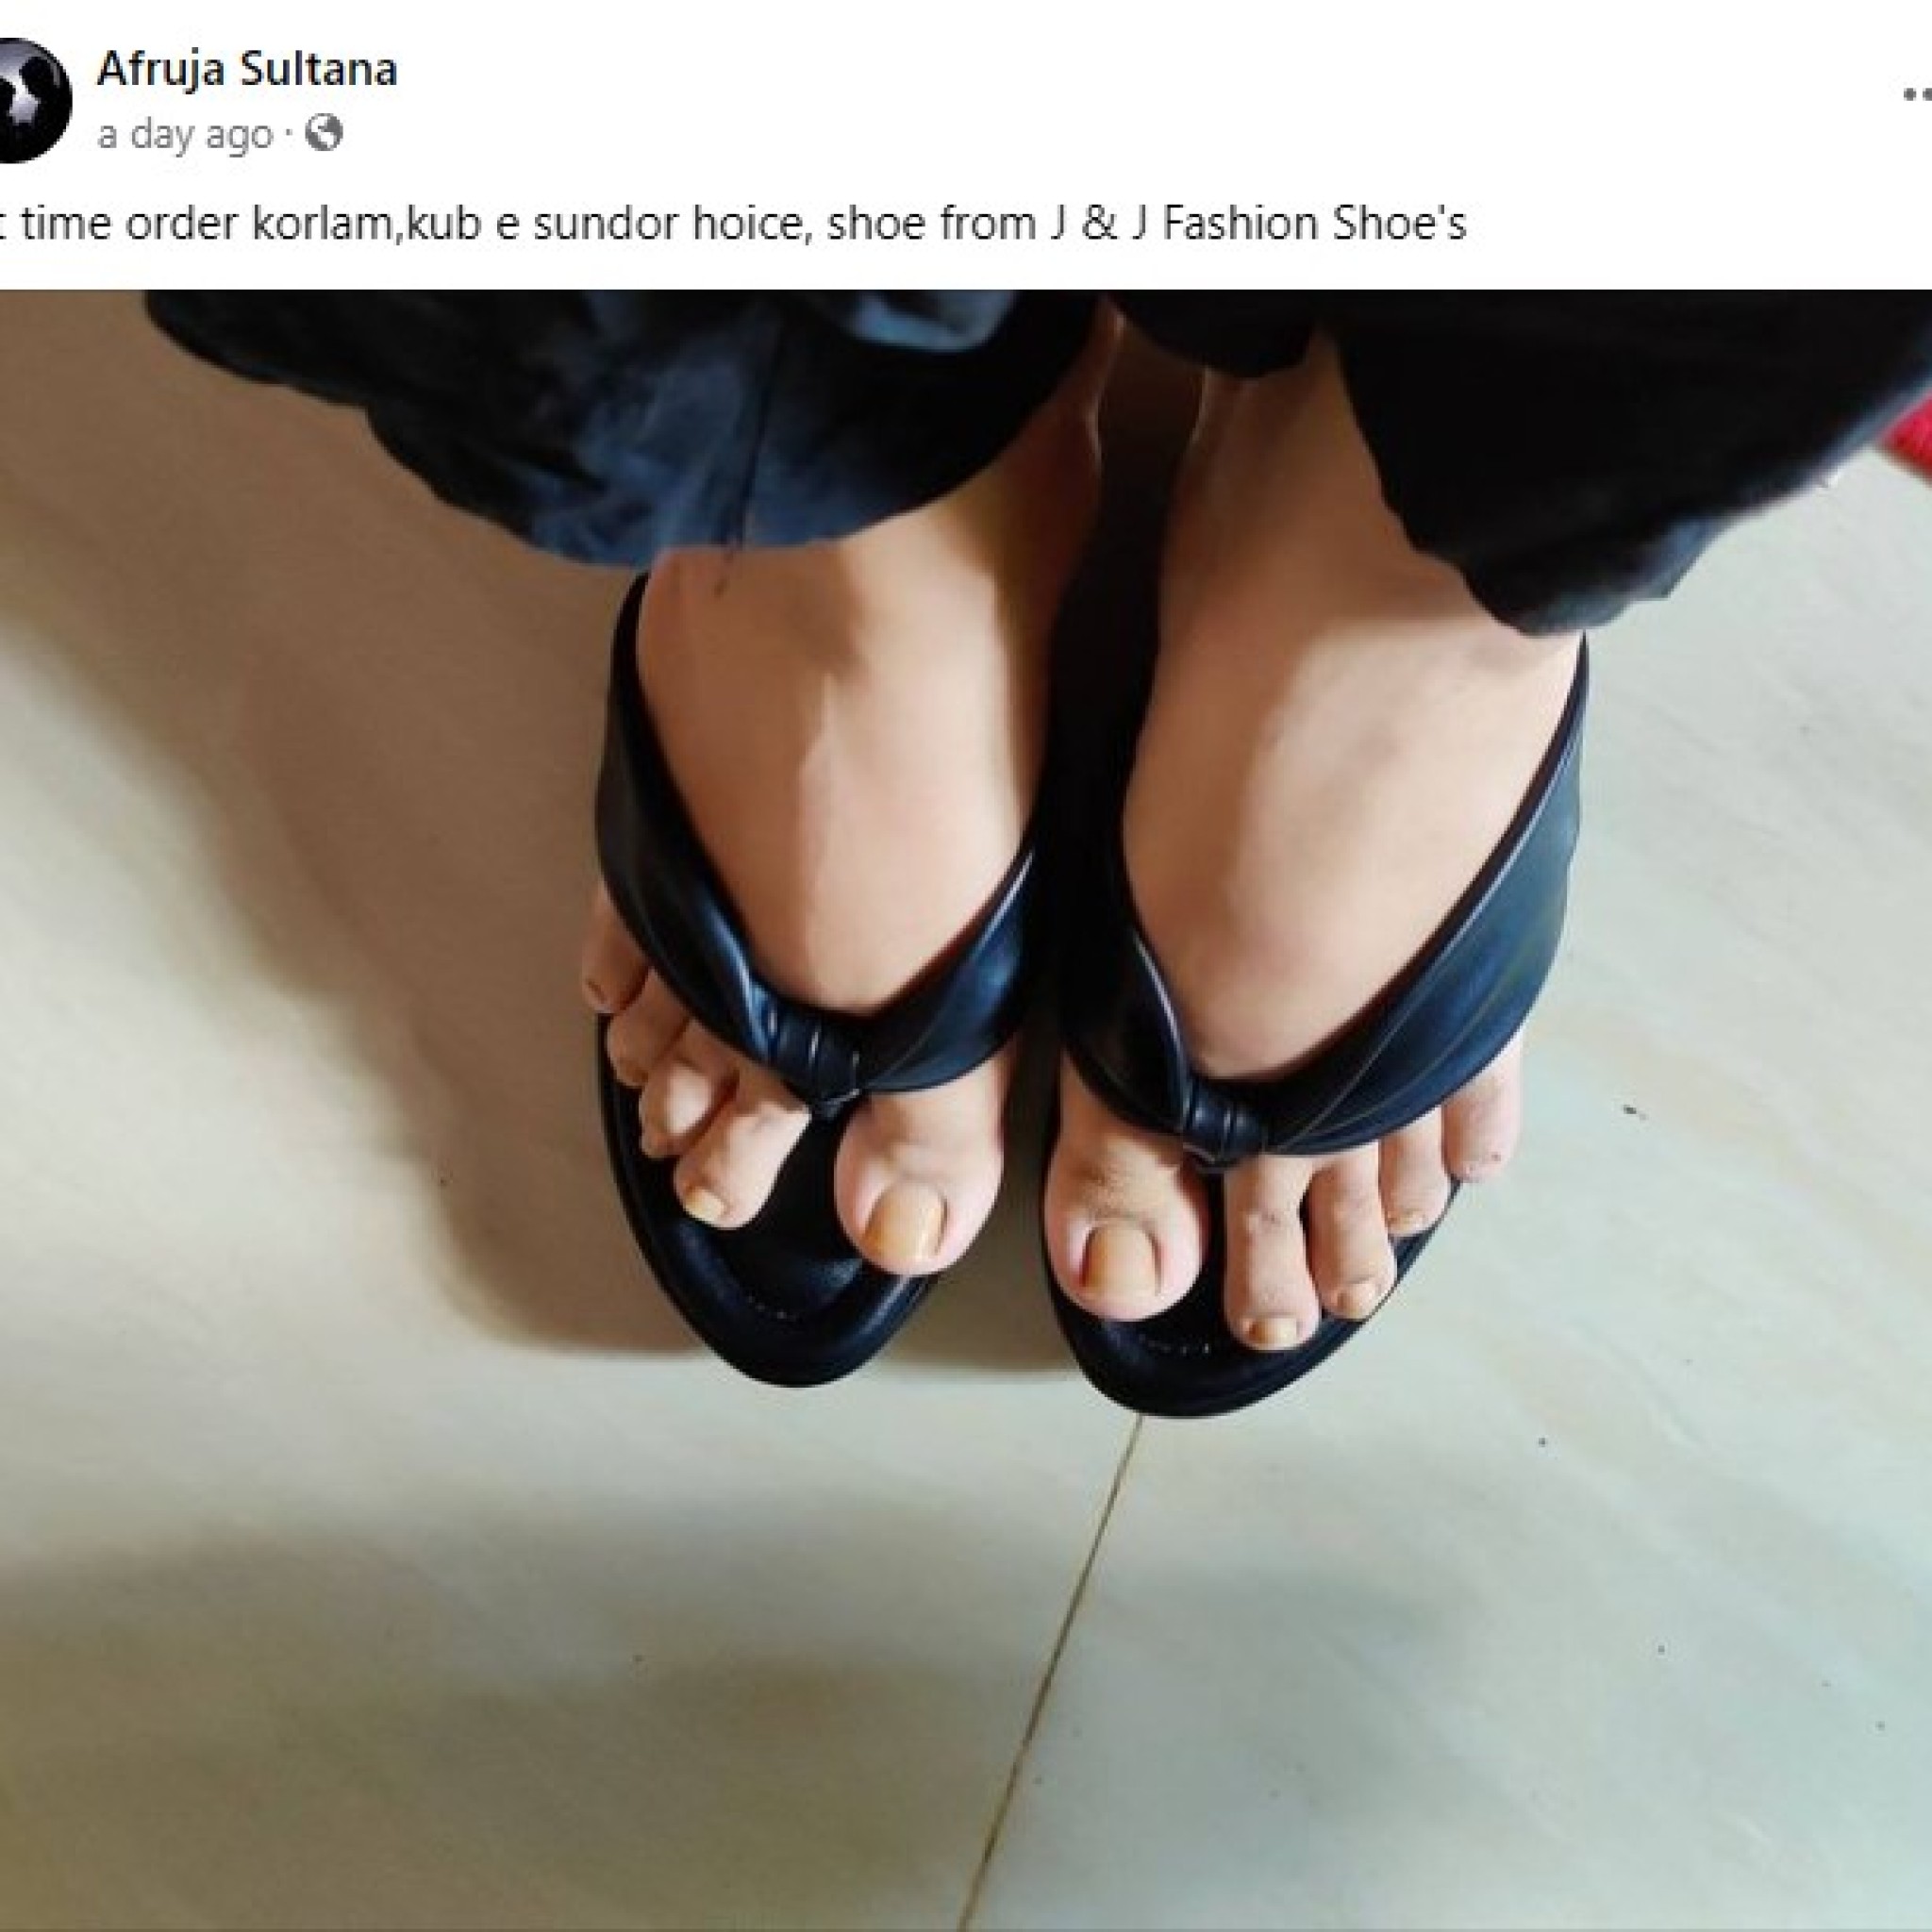 Afruja Sultana
a day ago ·
time order korlam,kub e sundor hoice, shoe from J & J Fashion Shoe's